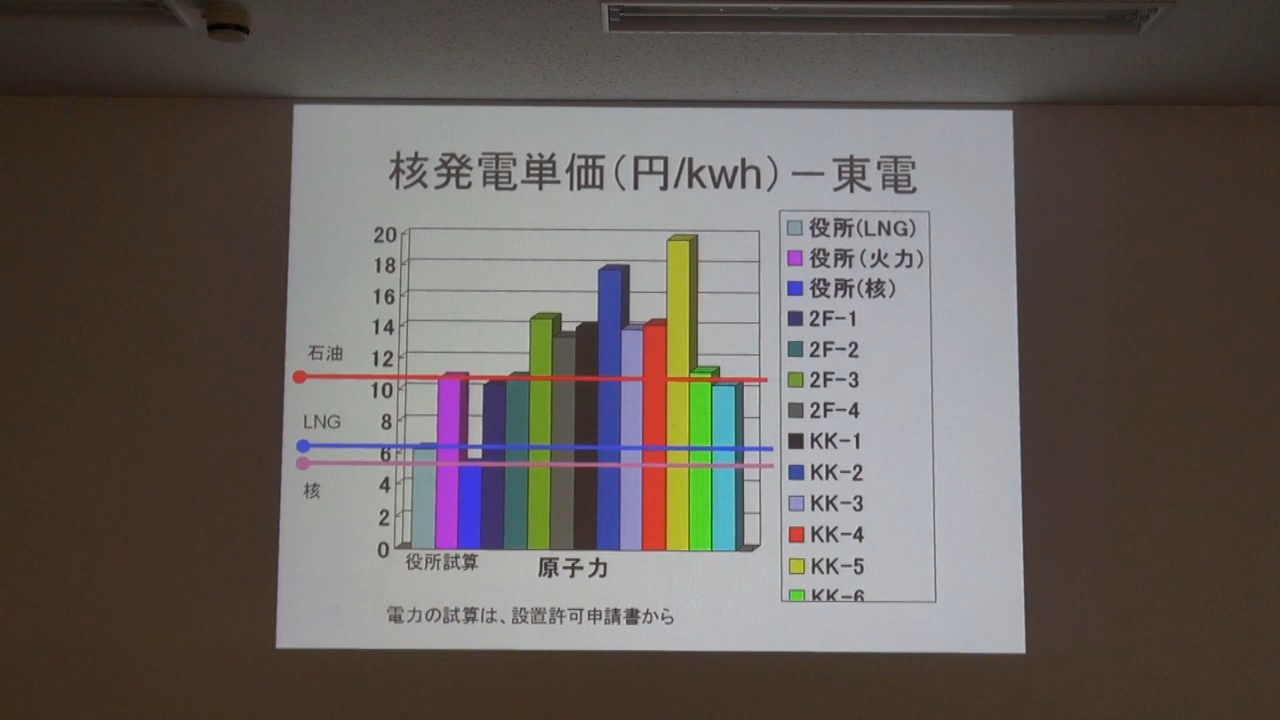 核発電単価(円/kwh)－東電
20
18
16
14
12
10
8
6
4
2
0
石油
LNG
核
役所試算
原子力
役所(LNG)
役所(火力)
役所(核)
2F-1
2F-2
2F-3
2F-4
KK-1
KK-2
KK-3
KK-4
KK-5
KK-6
電力の試算は、設置許可申請書から